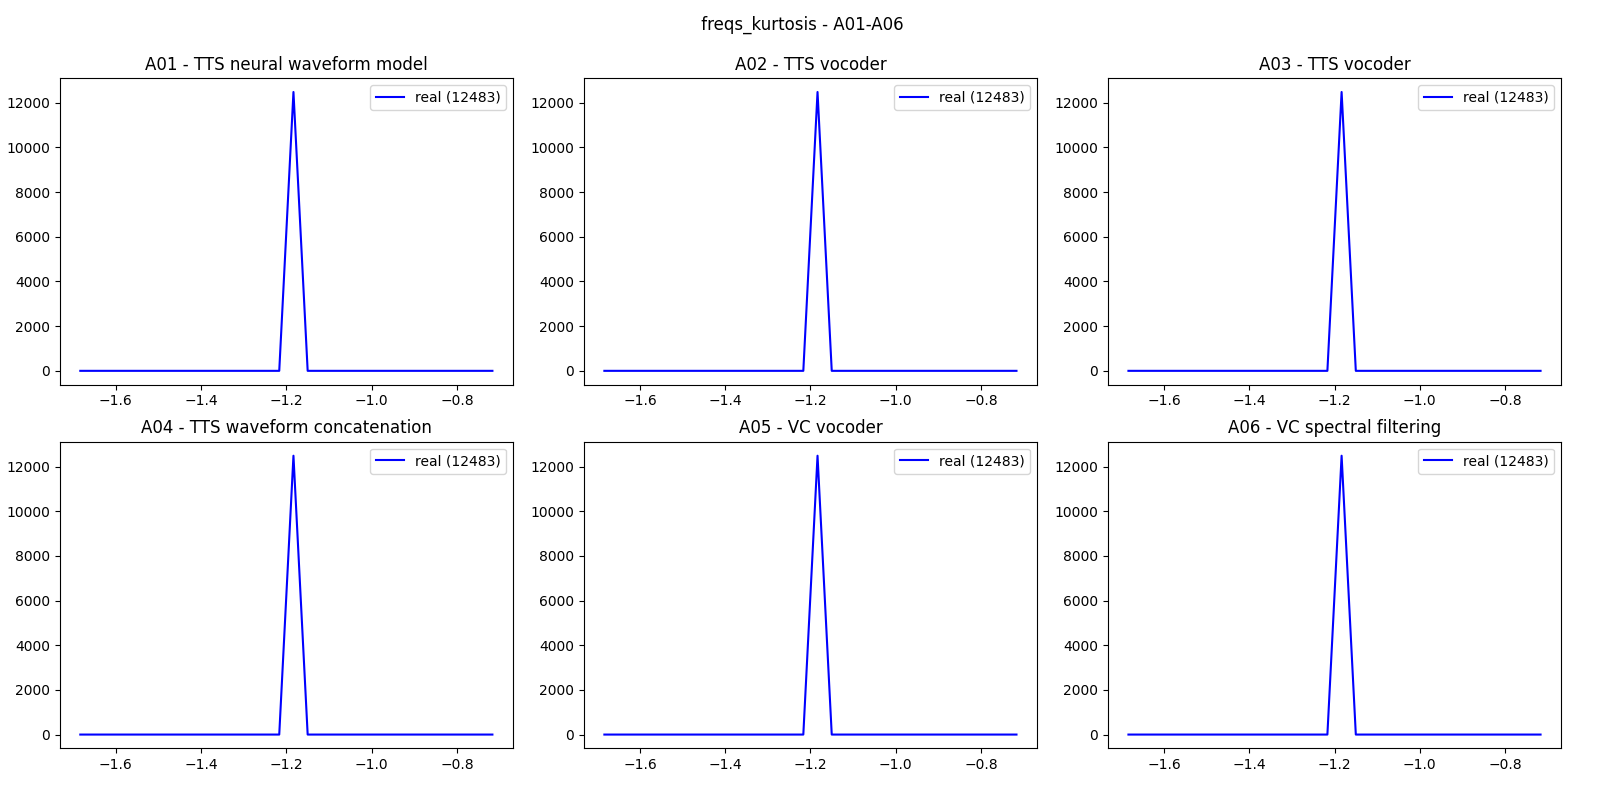 freqs_kurtosis - A01-A06
A01 - TTS neural waveform model
12000
10000
8000
6000
4000
2000
0
real (12483)
−1.6 −1.4 −1.2 −1.0 −0.8
A02 - TTS vocoder
12000
10000
8000
6000
4000
2000
0
real (12483)
−1.6 −1.4 −1.2 −1.0 −0.8
A03 - TTS vocoder
12000
10000
8000
6000
4000
2000
0
real (12483)
−1.6 −1.4 −1.2 −1.0 −0.8
A04 - TTS waveform concatenation
12000
10000
8000
6000
4000
2000
0
real (12483)
−1.6 −1.4 −1.2 −1.0 −0.8
A05 - VC vocoder
12000
10000
8000
6000
4000
2000
0
real (12483)
−1.6 −1.4 −1.2 −1.0 −0.8
A06 - VC spectral filtering
12000
10000
8000
6000
4000
2000
0
real (12483)
−1.6 −1.4 −1.2 −1.0 −0.8